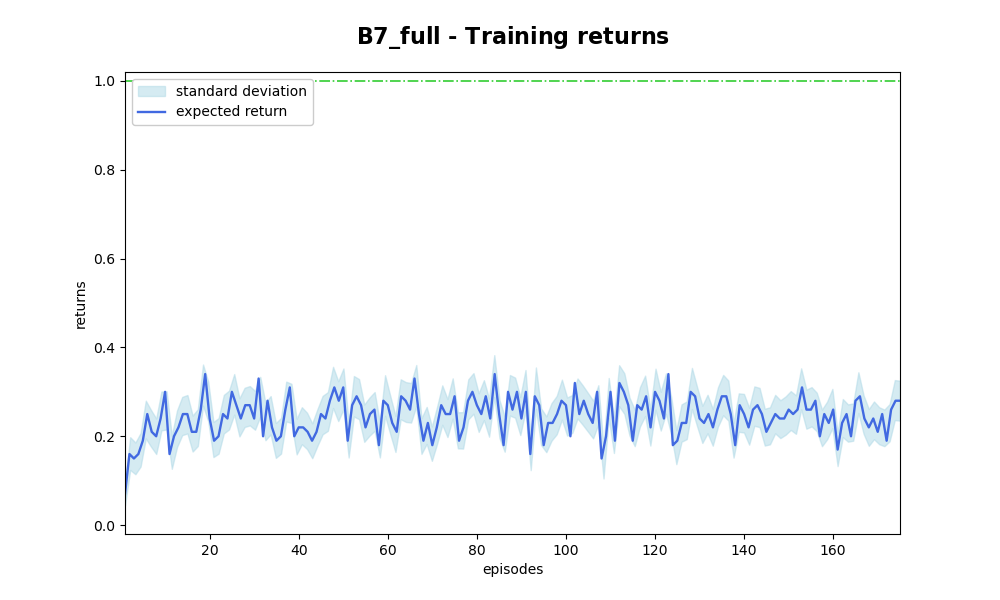 B7_full - Training returns
1.0
0.8
0.6
0.4
0.2
0.0
returns
standard deviation
expected return
20 40 60 80 100 120 140 160
episodes